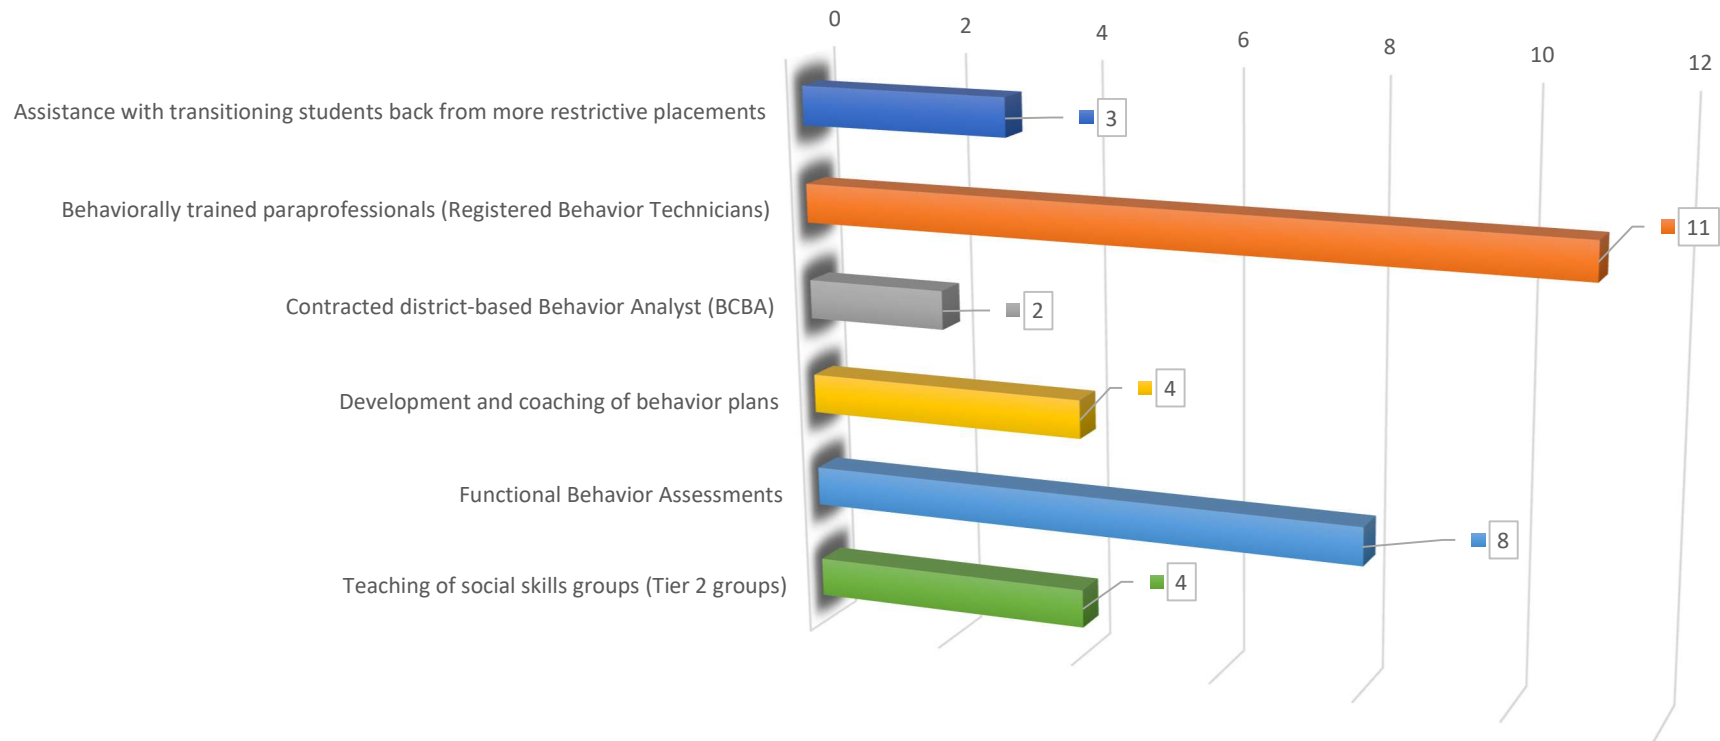 0 2 4 6 8 10 12
Assistance with transitioning students back from more restrictive placements
3
Behaviorally trained paraprofessionals (Registered Behavior Technicians)
11
Contracted district-based Behavior Analyst (BCBA)
2
Development and coaching of behavior plans
4
Functional Behavior Assessments
8
Teaching of social skills groups (Tier 2 groups)
4